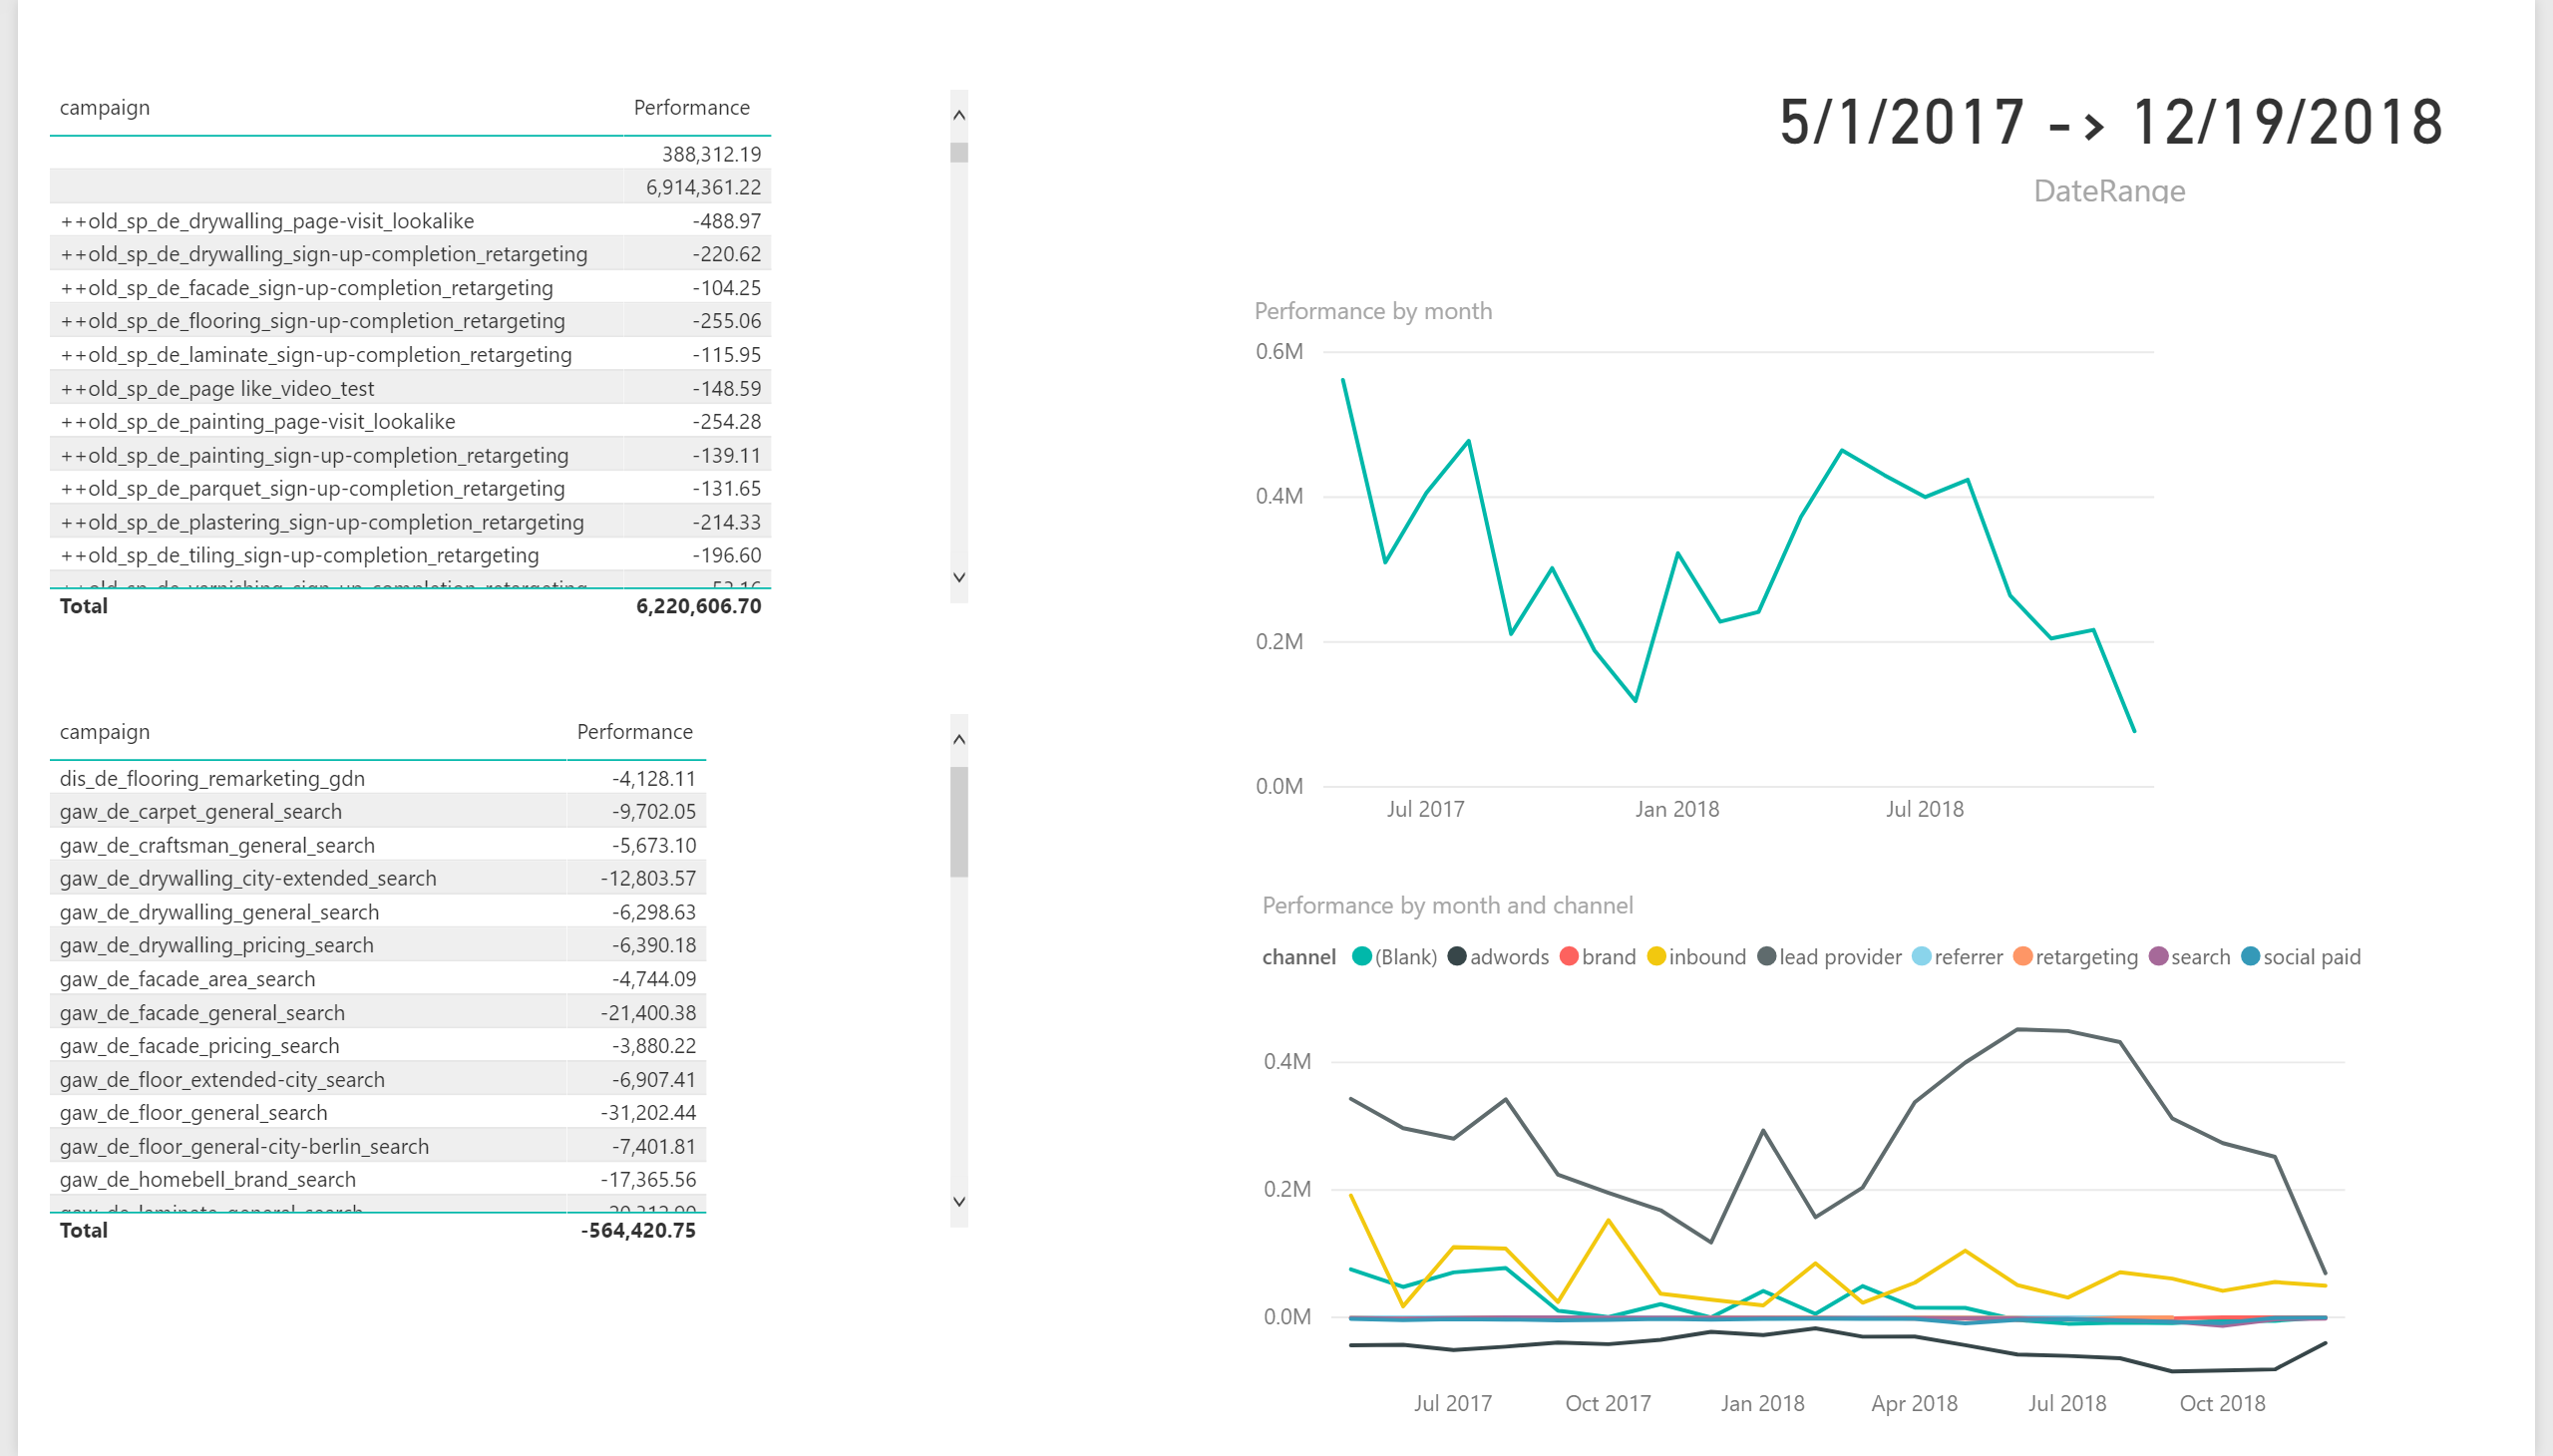 campaign Performance
388,312.19
6,914,361.22
++old_sp_de_drywalling_page-visit_lookalike -488.97
++old_sp_de_drywalling_sign-up-completion_retargeting -220.62
++old_sp_de_facade_sign-up-completion_retargeting -104.25
++old_sp_de_flooring_sign-up-completion_retargeting -255.06
++old_sp_de_laminate_sign-up-completion_retargeting -115.95
++old_sp_de_page like_video_test -148.59
++old_sp_de_painting_page-visit_lookalike -254.28
++old_sp_de_painting_sign-up-completion_retargeting -139.11
++old_sp_de_parquet_sign-up-completion_retargeting -131.65
++old_sp_de_plastering_sign-up-completion_retargeting -214.33
++old_sp_de_tiling_sign-up-completion_retargeting -196.60
Total 6,220,606.70
campaign Performance
dis_de_flooring_remarketing_gdn -4,128.11
gaw_de_carpet_general_search -9,702.05
gaw_de_craftsman_general_search -5,673.10
gaw_de_drywalling_city-extended_search -12,803.57
gaw_de_drywalling_general_search -6,298.63
gaw_de_drywalling_pricing_search -6,390.18
gaw_de_facade_area_search -4,744.09
gaw_de_facade_general_search -21,400.38
gaw_de_facade_pricing_search -3,880.22
gaw_de_floor_extended-city_search -6,907.41
gaw_de_floor_general_search -31,202.44
gaw_de_floor_general-city-berlin_search -7,401.81
gaw_de_homebell_brand_search -17,365.56
Total -564,420.75
5/1/2017 -> 12/19/2018
DateRange
Performance by month
0.6M
0.4M
0.2M
0.0M
Jul 2017 Jan 2018 Jul 2018
Performance by month and channel
channel (Blank) adwords brand inbound lead provider referrer retargeting search social paid
0.4M
0.2M
0.0M
Jul 2017 Oct 2017 Jan 2018 Apr 2018 Jul 2018 Oct 2018